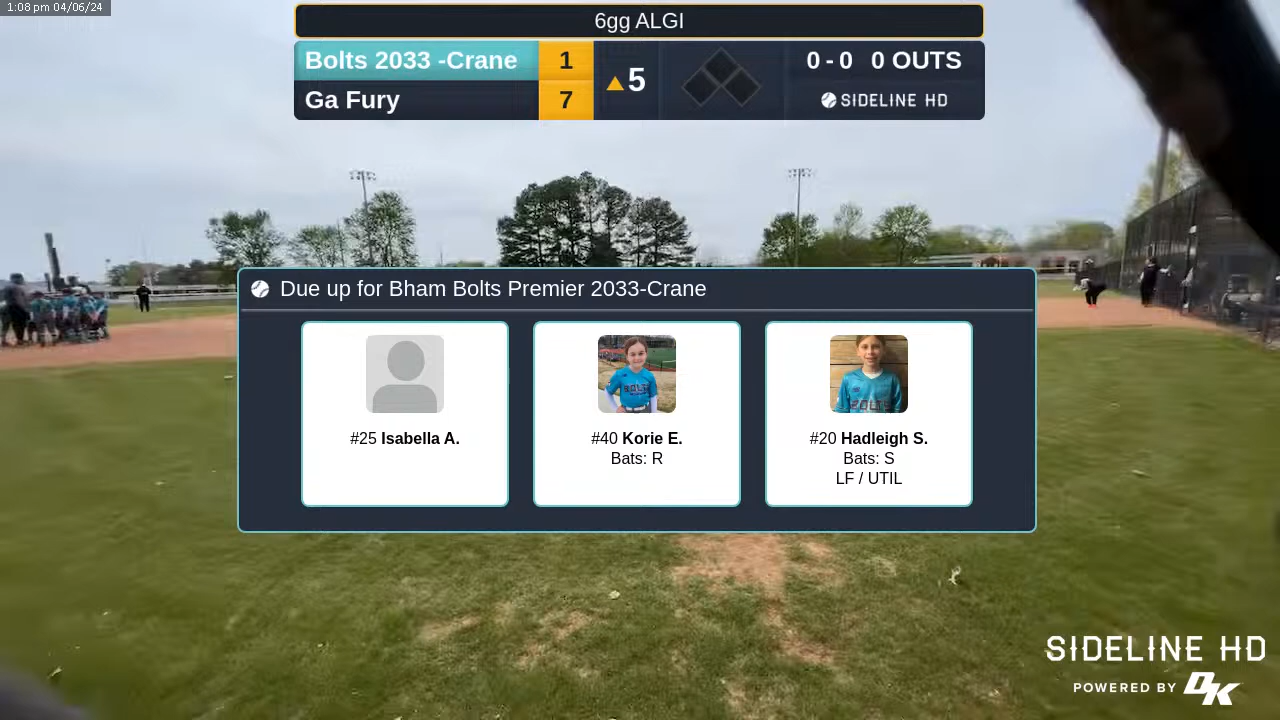 1:08 pm 04/06/24
6gg ALGI
Bolts 2033 -Crane 1
Ga Fury 7
▲5
0 - 0 0 OUTS
SIDELINE HD
Due up for Bham Bolts Premier 2033-Crane
#25 Isabella A.
#40 Korie E.
Bats: R
#20 Hadleigh S.
Bats: S
LF / UTIL
SIDELINE HD
POWERED BY DK